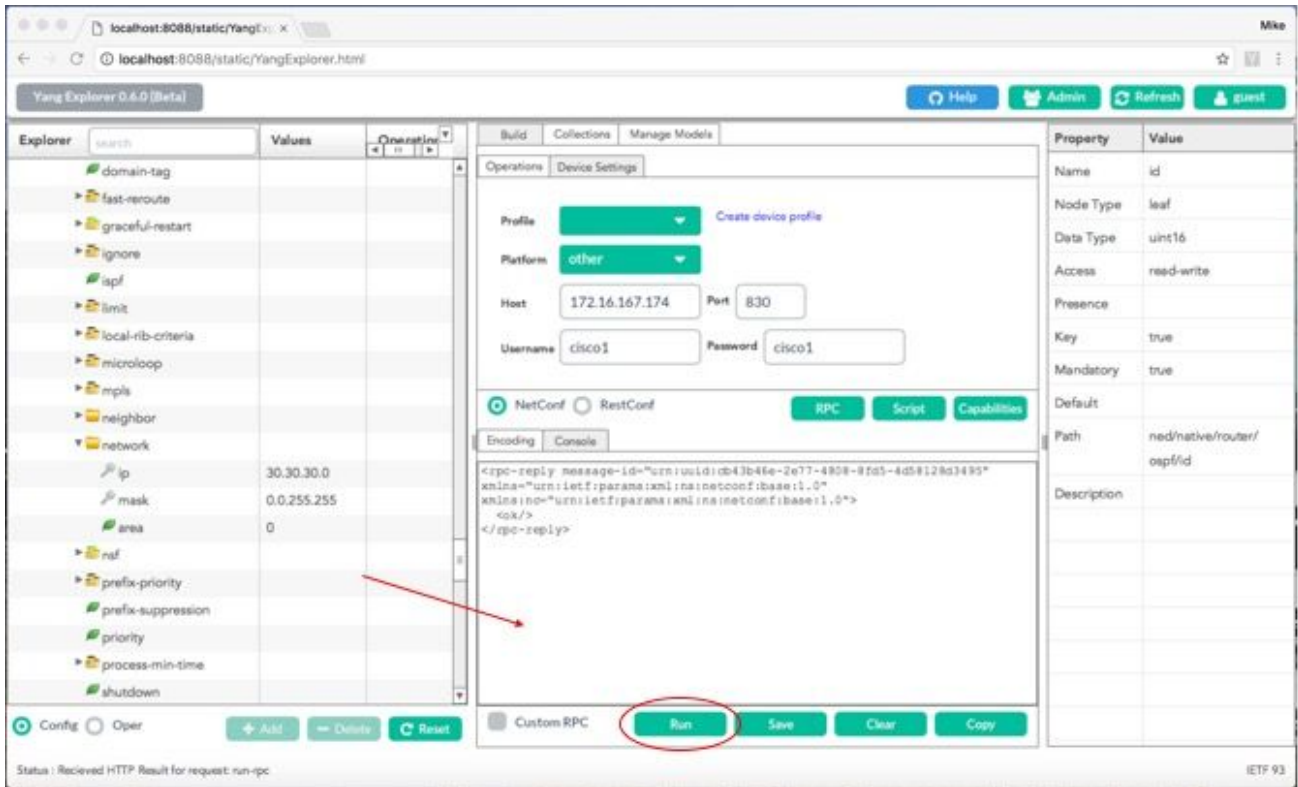 localhost:8088/static/YangEx
Mike
localhost:8088/static/YangExplorer.html
Yang Explorer 0.6.0 (Beta)
Help
Admin
Refresh
guest
Explorer
search
Values
Operation
domain-tag
fast-reroute
graceful-restart
ignore
ispf
limit
local-rib-criteria
microloop
mpls
neighbor
network
ip 30.30.30.0
mask 0.0.255.255
area 0
nsf
prefix-priority
prefix-suppression
priority
process-min-time
shutdown
Config
Oper
Add
Delete
Reset
Build
Collections
Manage Models
Operations
Device Settings
Profile
Create device profile
Platform other
Host 172.16.167.174 Port 830
Username cisco1 Password cisco1
NetConf
RestConf
RPC
Script
Capabilities
Encoding
Console
<rpc-reply message-id="urn:uuid:cb43b46e-2e77-4808-8fd5-4d58128d3495"
xmlns="urn:ietf:params:xml:ns:netconf:base:1.0"
xmlns:nc="urn:ietf:params:xml:ns:netconf:base:1.0">
<ok/>
</rpc-reply>
Custom RPC
Run
Save
Clear
Copy
Property Value
Name id
Node Type leaf
Data Type uint16
Access read-write
Presence
Key true
Mandatory true
Default
Path ned/native/router/
ospf/id
Description
Status : Recieved HTTP Result for request: run-rpc
IETF 93